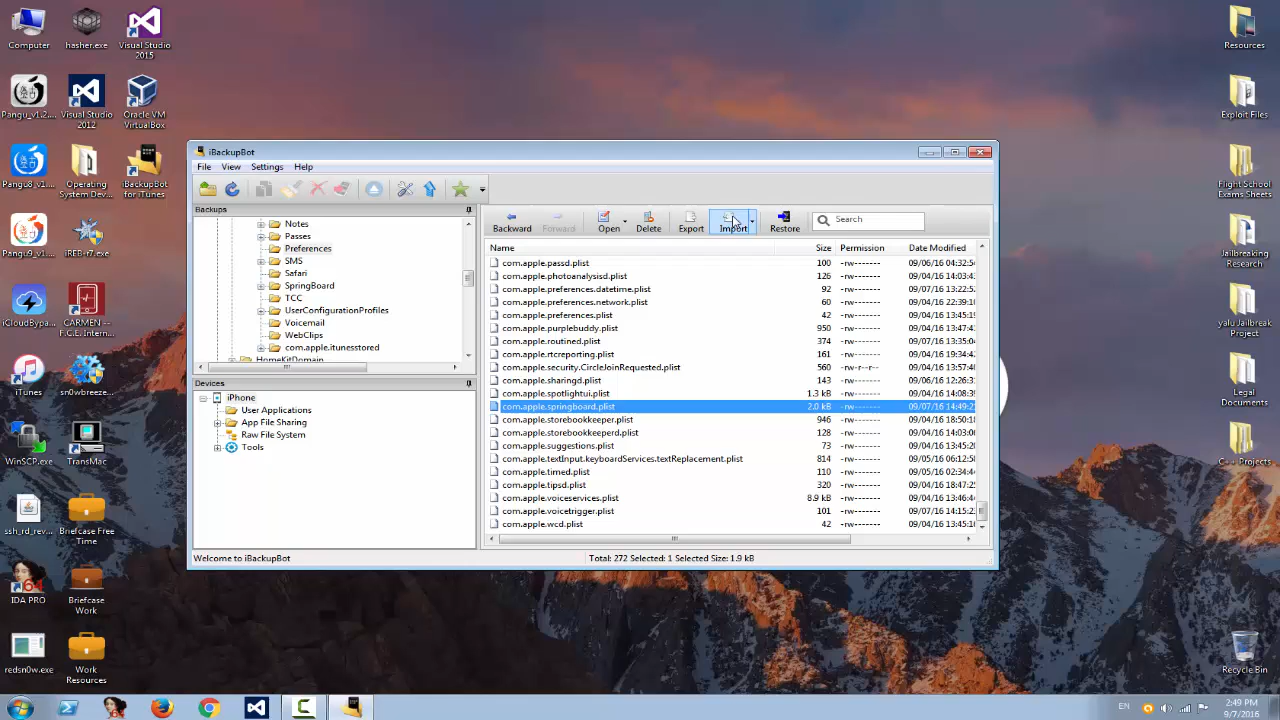 Computer
hasher.exe
Visual Studio
2015
Pangu_v1.2....
Visual Studio
2012
Oracle VM
VirtualBox
Pangu8_v1....
Operating
System Dev...
iBackupBot
for iTunes
Pangu9_v1....
iREB-r7.exe
iCloudBypa...
CARMEN --
F.C.E. Intern...
iTunes
sn0wbreeze...
WinSCP.exe
TransMac
ssh_rd_rev...
Briefcase Free
Time
IDA PRO
Briefcase
Work
redsn0w.exe
Work
Resources
Resources
Exploit Files
Flight School
Exams Sheets
Jailbreaking
Research
yalu Jailbreak
Project
Legal
Documents
C++ Projects
Recycle Bin
iBackupBot
File View Settings Help
Backups
Notes
Passes
Preferences
SMS
Safari
SpringBoard
TCC
UserConfigurationProfiles
Voicemail
WebClips
com.apple.itunesstored
HomeKitDomain
Devices
iPhone
User Applications
App File Sharing
Raw File System
Tools
Backward Forward Open Delete Export Import Restore Search
Name Size Permission Date Modified
com.apple.passd.plist 100 -rw------- 09/06/16 04:32:5
com.apple.photoanalysisd.plist 126 -rw------- 09/04/16 14:03:4
com.apple.preferences.datetime.plist 92 -rw------- 09/07/16 13:22:5
com.apple.preferences.network.plist 60 -rw------- 09/04/16 22:39:1
com.apple.preferences.plist 42 -rw------- 09/04/16 13:45:1
com.apple.purplebuddy.plist 950 -rw------- 09/04/16 13:47:4
com.apple.routined.plist 374 -rw------- 09/07/16 13:35:0
com.apple.rtcreporting.plist 161 -rw------- 09/04/16 19:34:4
com.apple.security.CircleJoinRequested.plist 560 -rw-r--r-- 09/04/16 13:57:4
com.apple.sharingd.plist 143 -rw------- 09/06/16 12:26:3
com.apple.spotlightui.plist 1.3 kB -rw------- 09/04/16 14:08:3
com.apple.springboard.plist 2.0 kB -rw------- 09/07/16 14:49:2
com.apple.storebookkeeper.plist 946 -rw------- 09/04/16 18:50:1
com.apple.storebookkeeperd.plist 128 -rw------- 09/04/16 14:03:0
com.apple.suggestions.plist 73 -rw------- 09/04/16 13:45:2
com.apple.textInput.keyboardServices.textReplacement.plist 814 -rw------- 09/05/16 06:12:5
com.apple.timed.plist 110 -rw------- 09/05/16 02:34:4
com.apple.tipsd.plist 320 -rw------- 09/04/16 18:47:2
com.apple.voiceservices.plist 8.9 kB -rw------- 09/04/16 13:46:4
com.apple.voicetrigger.plist 101 -rw------- 09/07/16 14:15:2
com.apple.wcd.plist 42 -rw------- 09/04/16 13:45:1
Welcome to iBackupBot
Total: 272 Selected: 1 Selected Size: 1.9 kB
EN
2:49 PM
9/7/2016